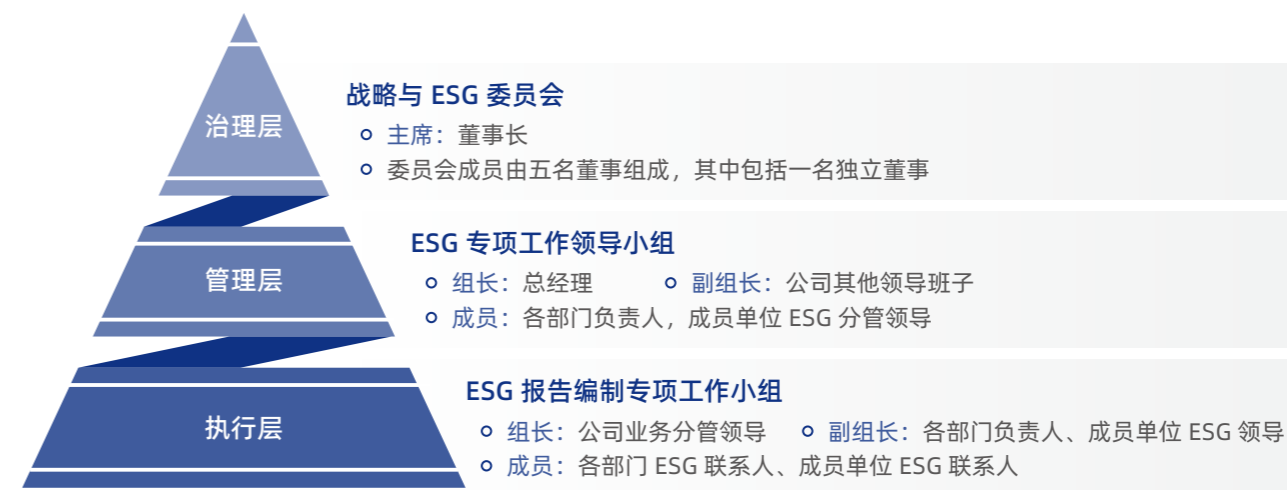 治理层
战略与 ESG 委员会
主席：董事长
委员会成员由五名董事组成，其中包括一名独立董事
管理层
ESG 专项工作领导小组
组长：总经理 副组长：公司其他领导班子
成员：各部门负责人，成员单位 ESG 分管领导
执行层
ESG 报告编制专项工作小组
组长：公司业务分管领导 副组长：各部门负责人、成员单位 ESG 领导
成员：各部门 ESG 联系人、成员单位 ESG 联系人